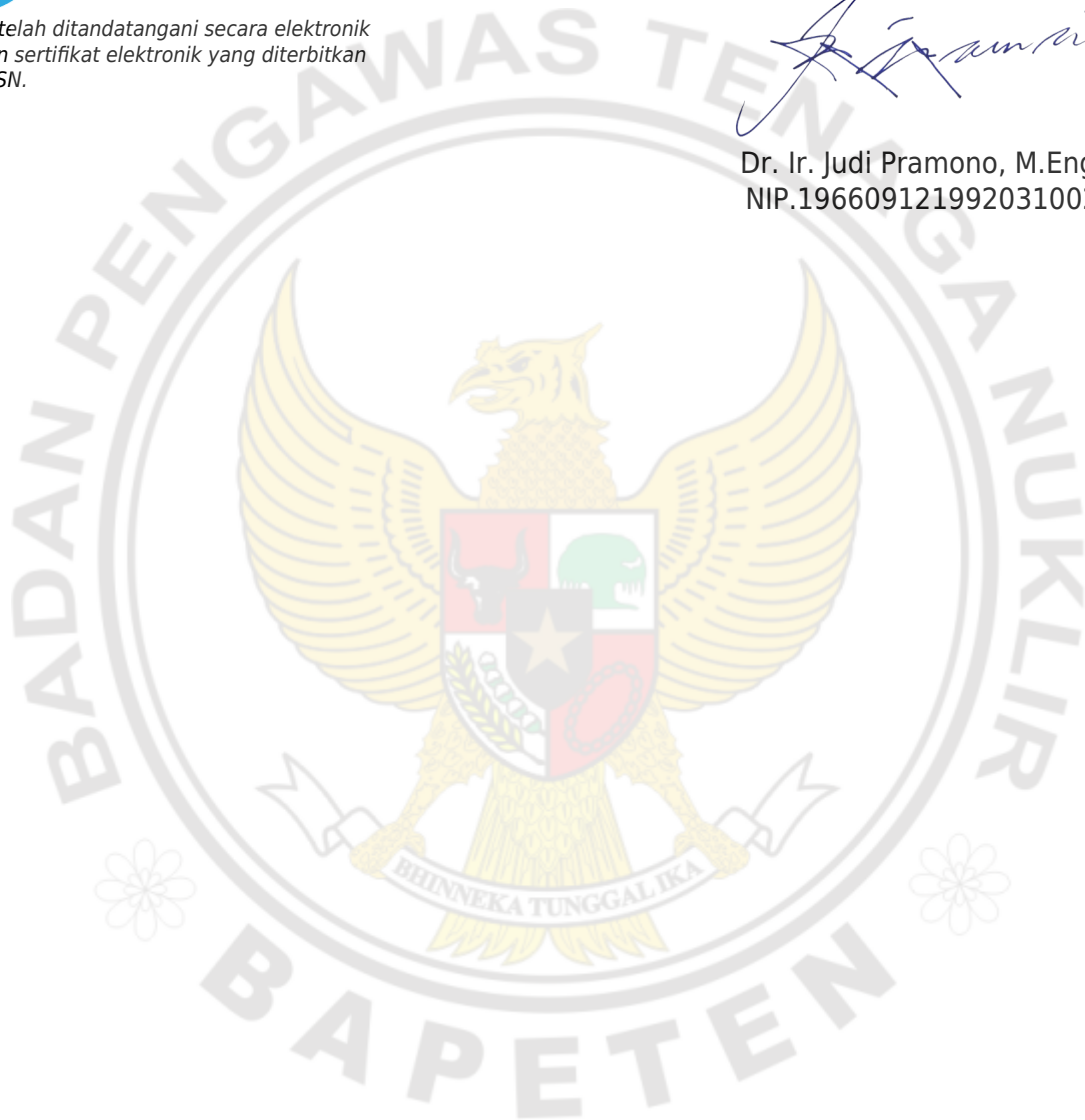 telah ditandatangani secara elektronik
n sertifikat elektronik yang diterbitkan
SN.
Dr. Ir. Judi Pramono, M.Eng
NIP.19660912199203100
BADAN PENGAWAS TENAGA NUKLIR
BHINNEKA TUNGGAL IKA
BAPETEN